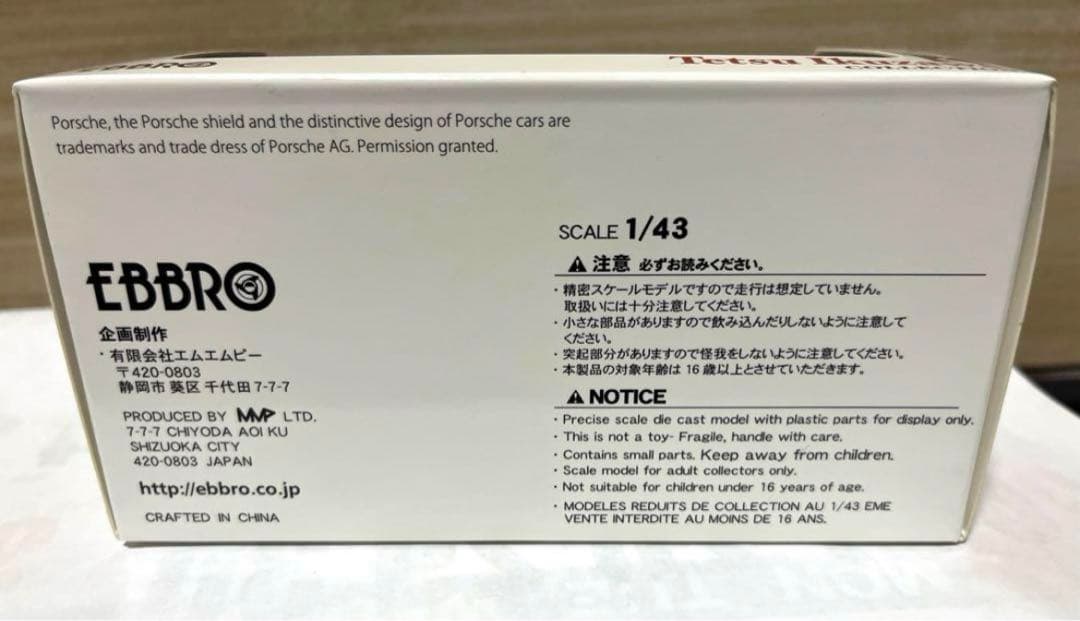 EBBRO
Tetsu Ikuza
Porsche, the Porsche shield and the distinctive design of Porsche cars are
trademarks and trade dress of Porsche AG. Permission granted.
EBBRO
企画制作
・有限会社エムエムピー
〒420-0803
静岡市 葵区 千代田 7-7-7
PRODUCED BY MMP LTD.
7-7-7 CHIYODA AOI KU
SHIZUOKA CITY
420-0803 JAPAN
http://ebbro.co.jp
CRAFTED IN CHINA
SCALE 1/43
⚠ 注意 必ずお読みください。
・精密スケールモデルですので走行は想定していません。
取扱いには十分注意してください。
・小さな部品がありますので飲み込んだりしないように注意して
ください。
・突起部分がありますので怪我をしないように注意してください。
・本製品の対象年齢は 16 歳以上とさせていただきます。
⚠ NOTICE
・Precise scale die cast model with plastic parts for display only.
・This is not a toy- Fragile, handle with care.
・Contains small parts. Keep away from children.
・Scale model for adult collectors only.
・Not suitable for children under 16 years of age.
・MODELES REDUITS DE COLLECTION AU 1/43 EME
VENTE INTERDITE AU MOINS DE 16 ANS.